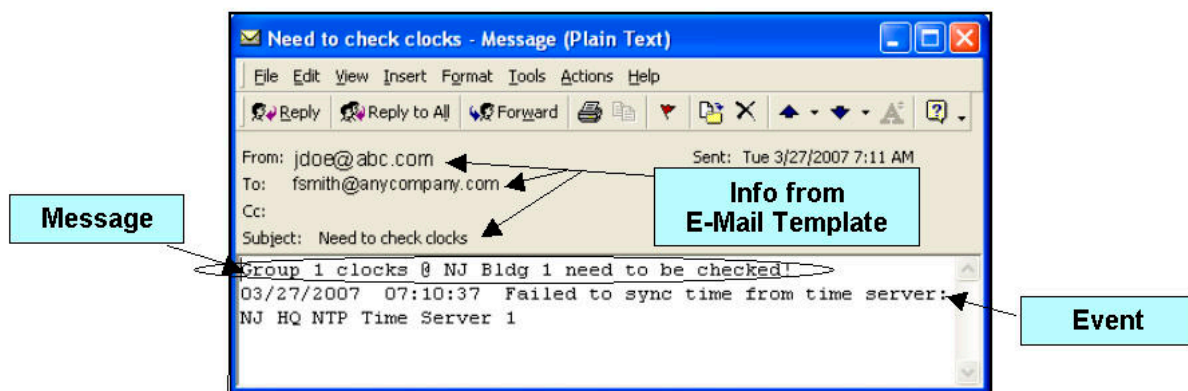 Need to check clocks - Message (Plain Text)
File Edit View Insert Format Tools Actions Help
Reply Reply to All Forward
From: jdoe@abc.com
Sent: Tue 3/27/2007 7:11 AM
To: fsmith@anycompany.com
Cc:
Subject: Need to check clocks
Info from
E-Mail Template
Message
Group 1 clocks @ NJ Bldg 1 need to be checked!
03/27/2007 07:10:37 Failed to sync time from time server:
NJ HQ NTP Time Server 1
Event